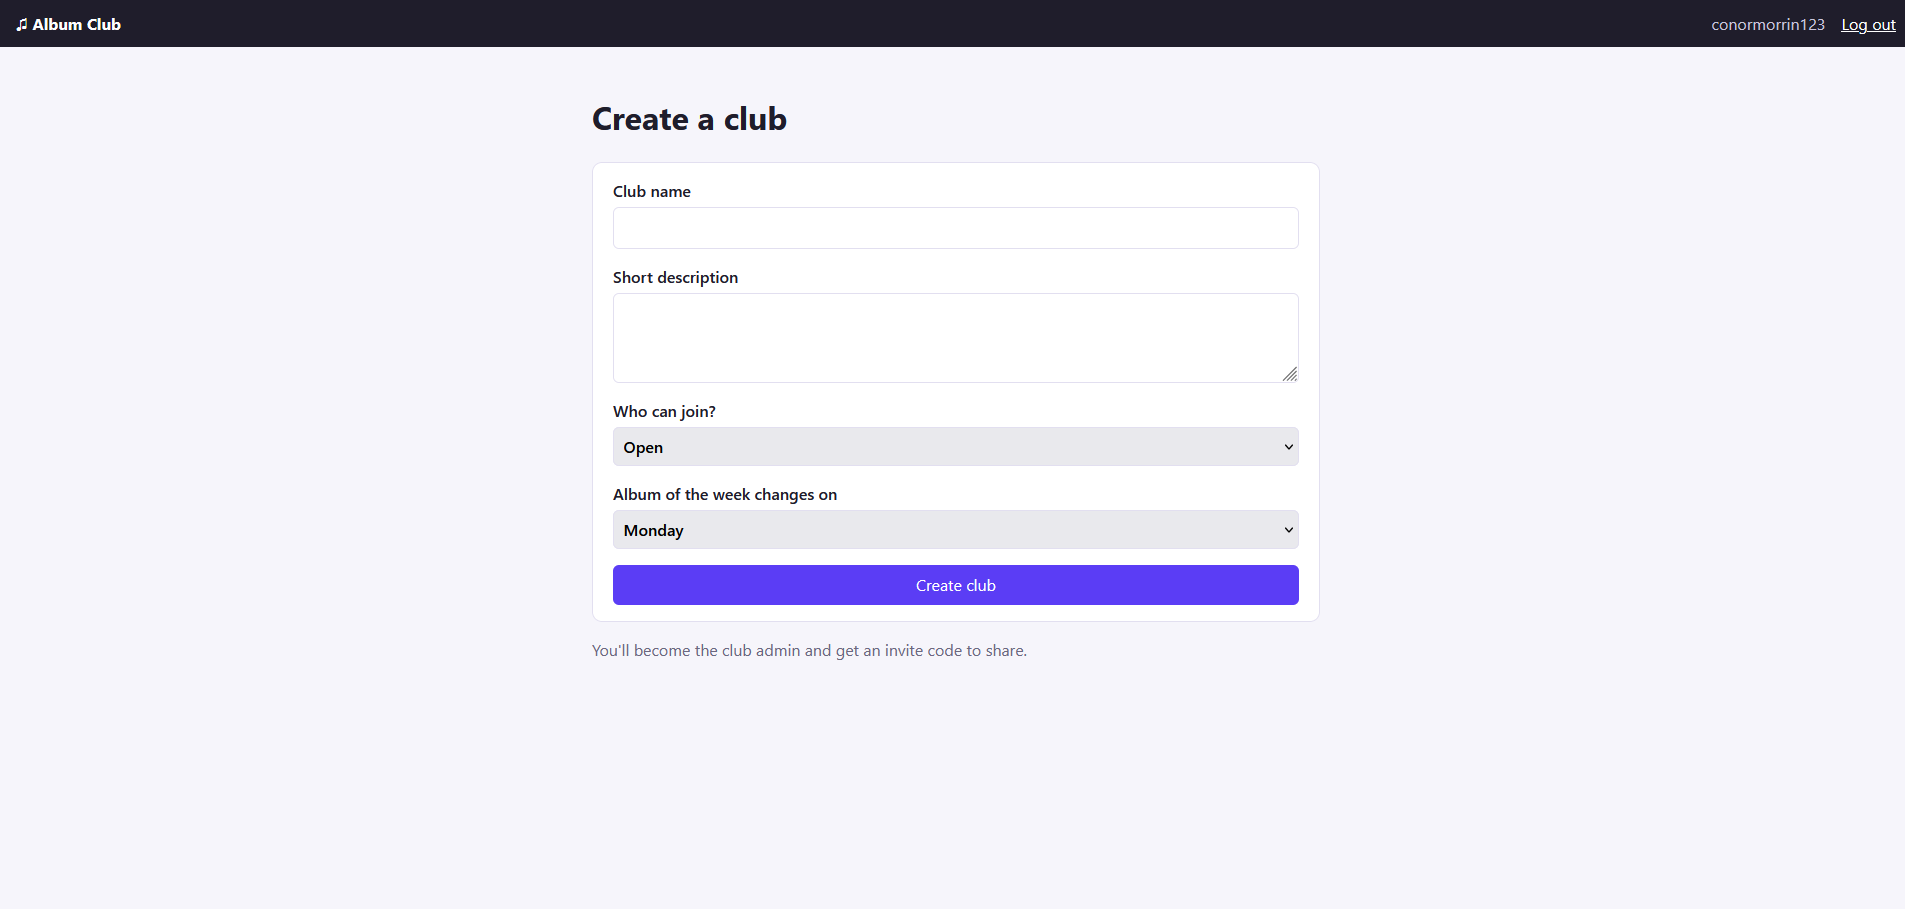 ♫ Album Club
conormorrin123 Log out
Create a club
Club name
Short description
Who can join?
Open
Album of the week changes on
Monday
Create club
You'll become the club admin and get an invite code to share.